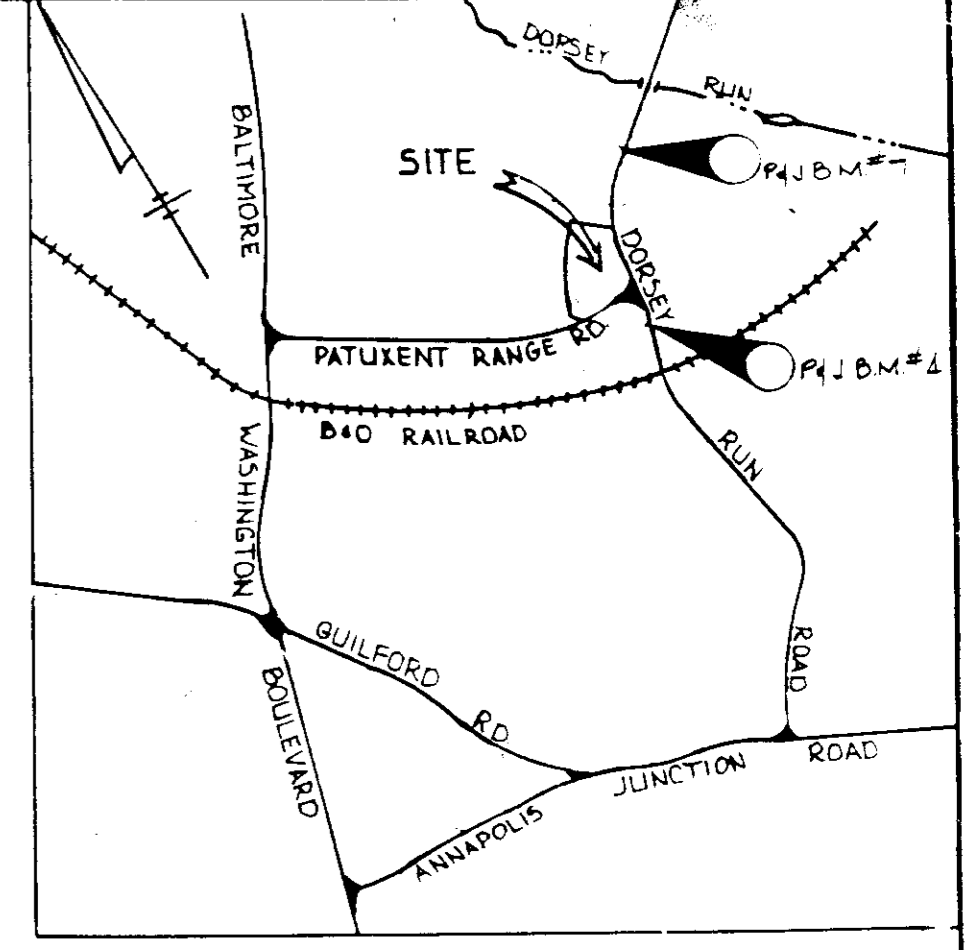 DORSEY RUN
BALTIMORE
SITE
P&J B.M. #7
DORSEY
PATUXENT RANGE RD.
P&J B.M. #4
B&O RAILROAD
WASHINGTON
RUN
GUILFORD RD
ROAD
BOULEVARD
JUNCTION ROAD
ANNAPOLIS